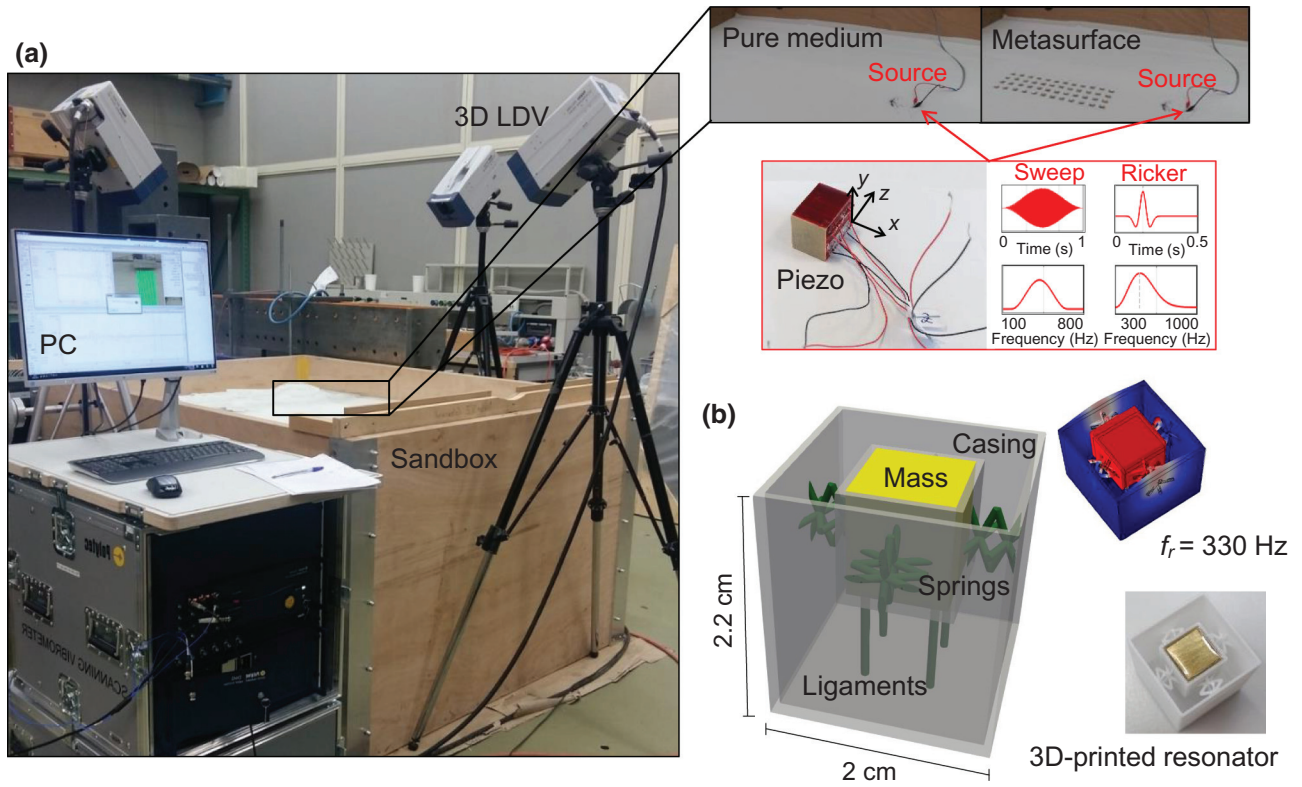 (a)
3D LDV
PC
Sandbox
Polytec
SCANNING VIBROMETER
Pure medium
Source
Metasurface
Source
Piezo
y
z
x
Sweep
0 1
Time (s)
100 800
Frequency (Hz)
Ricker
0 0.5
Time (s)
300 1000
Frequency (Hz)
(b)
Casing
Mass
Springs
Ligaments
2.2 cm
2 cm
fr = 330 Hz
3D-printed resonator